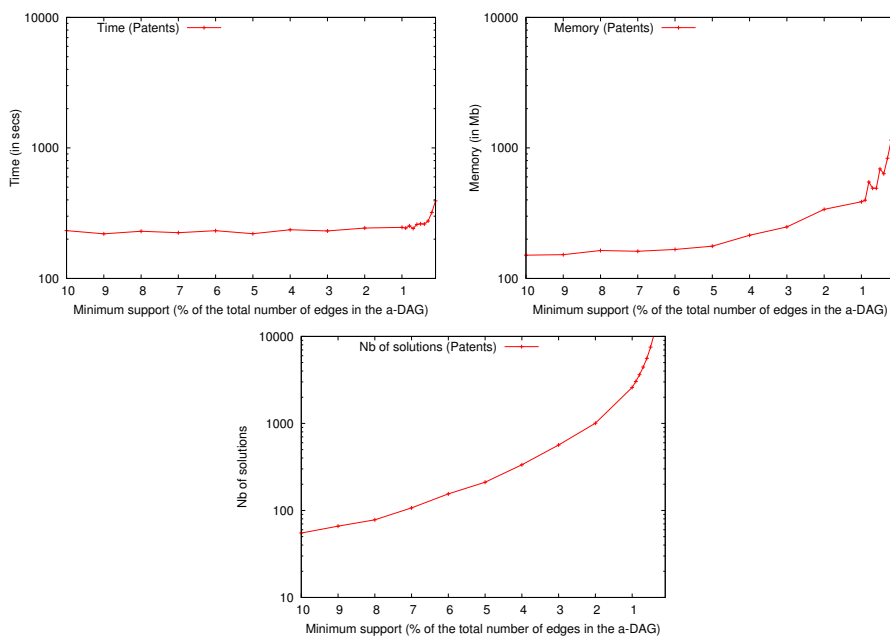 10000
Time (Patents)
1000
100
Time (in secs)
10 9 8 7 6 5 4 3 2 1
Minimum support (% of the total number of edges in the a-DAG)
10000
Memory (Patents)
1000
100
Memory (in Mb)
10 9 8 7 6 5 4 3 2 1
Minimum support (% of the total number of edges in the a-DAG)
10000
Nb of solutions (Patents)
1000
100
10
Nb of solutions
10 9 8 7 6 5 4 3 2 1
Minimum support (% of the total number of edges in the a-DAG)